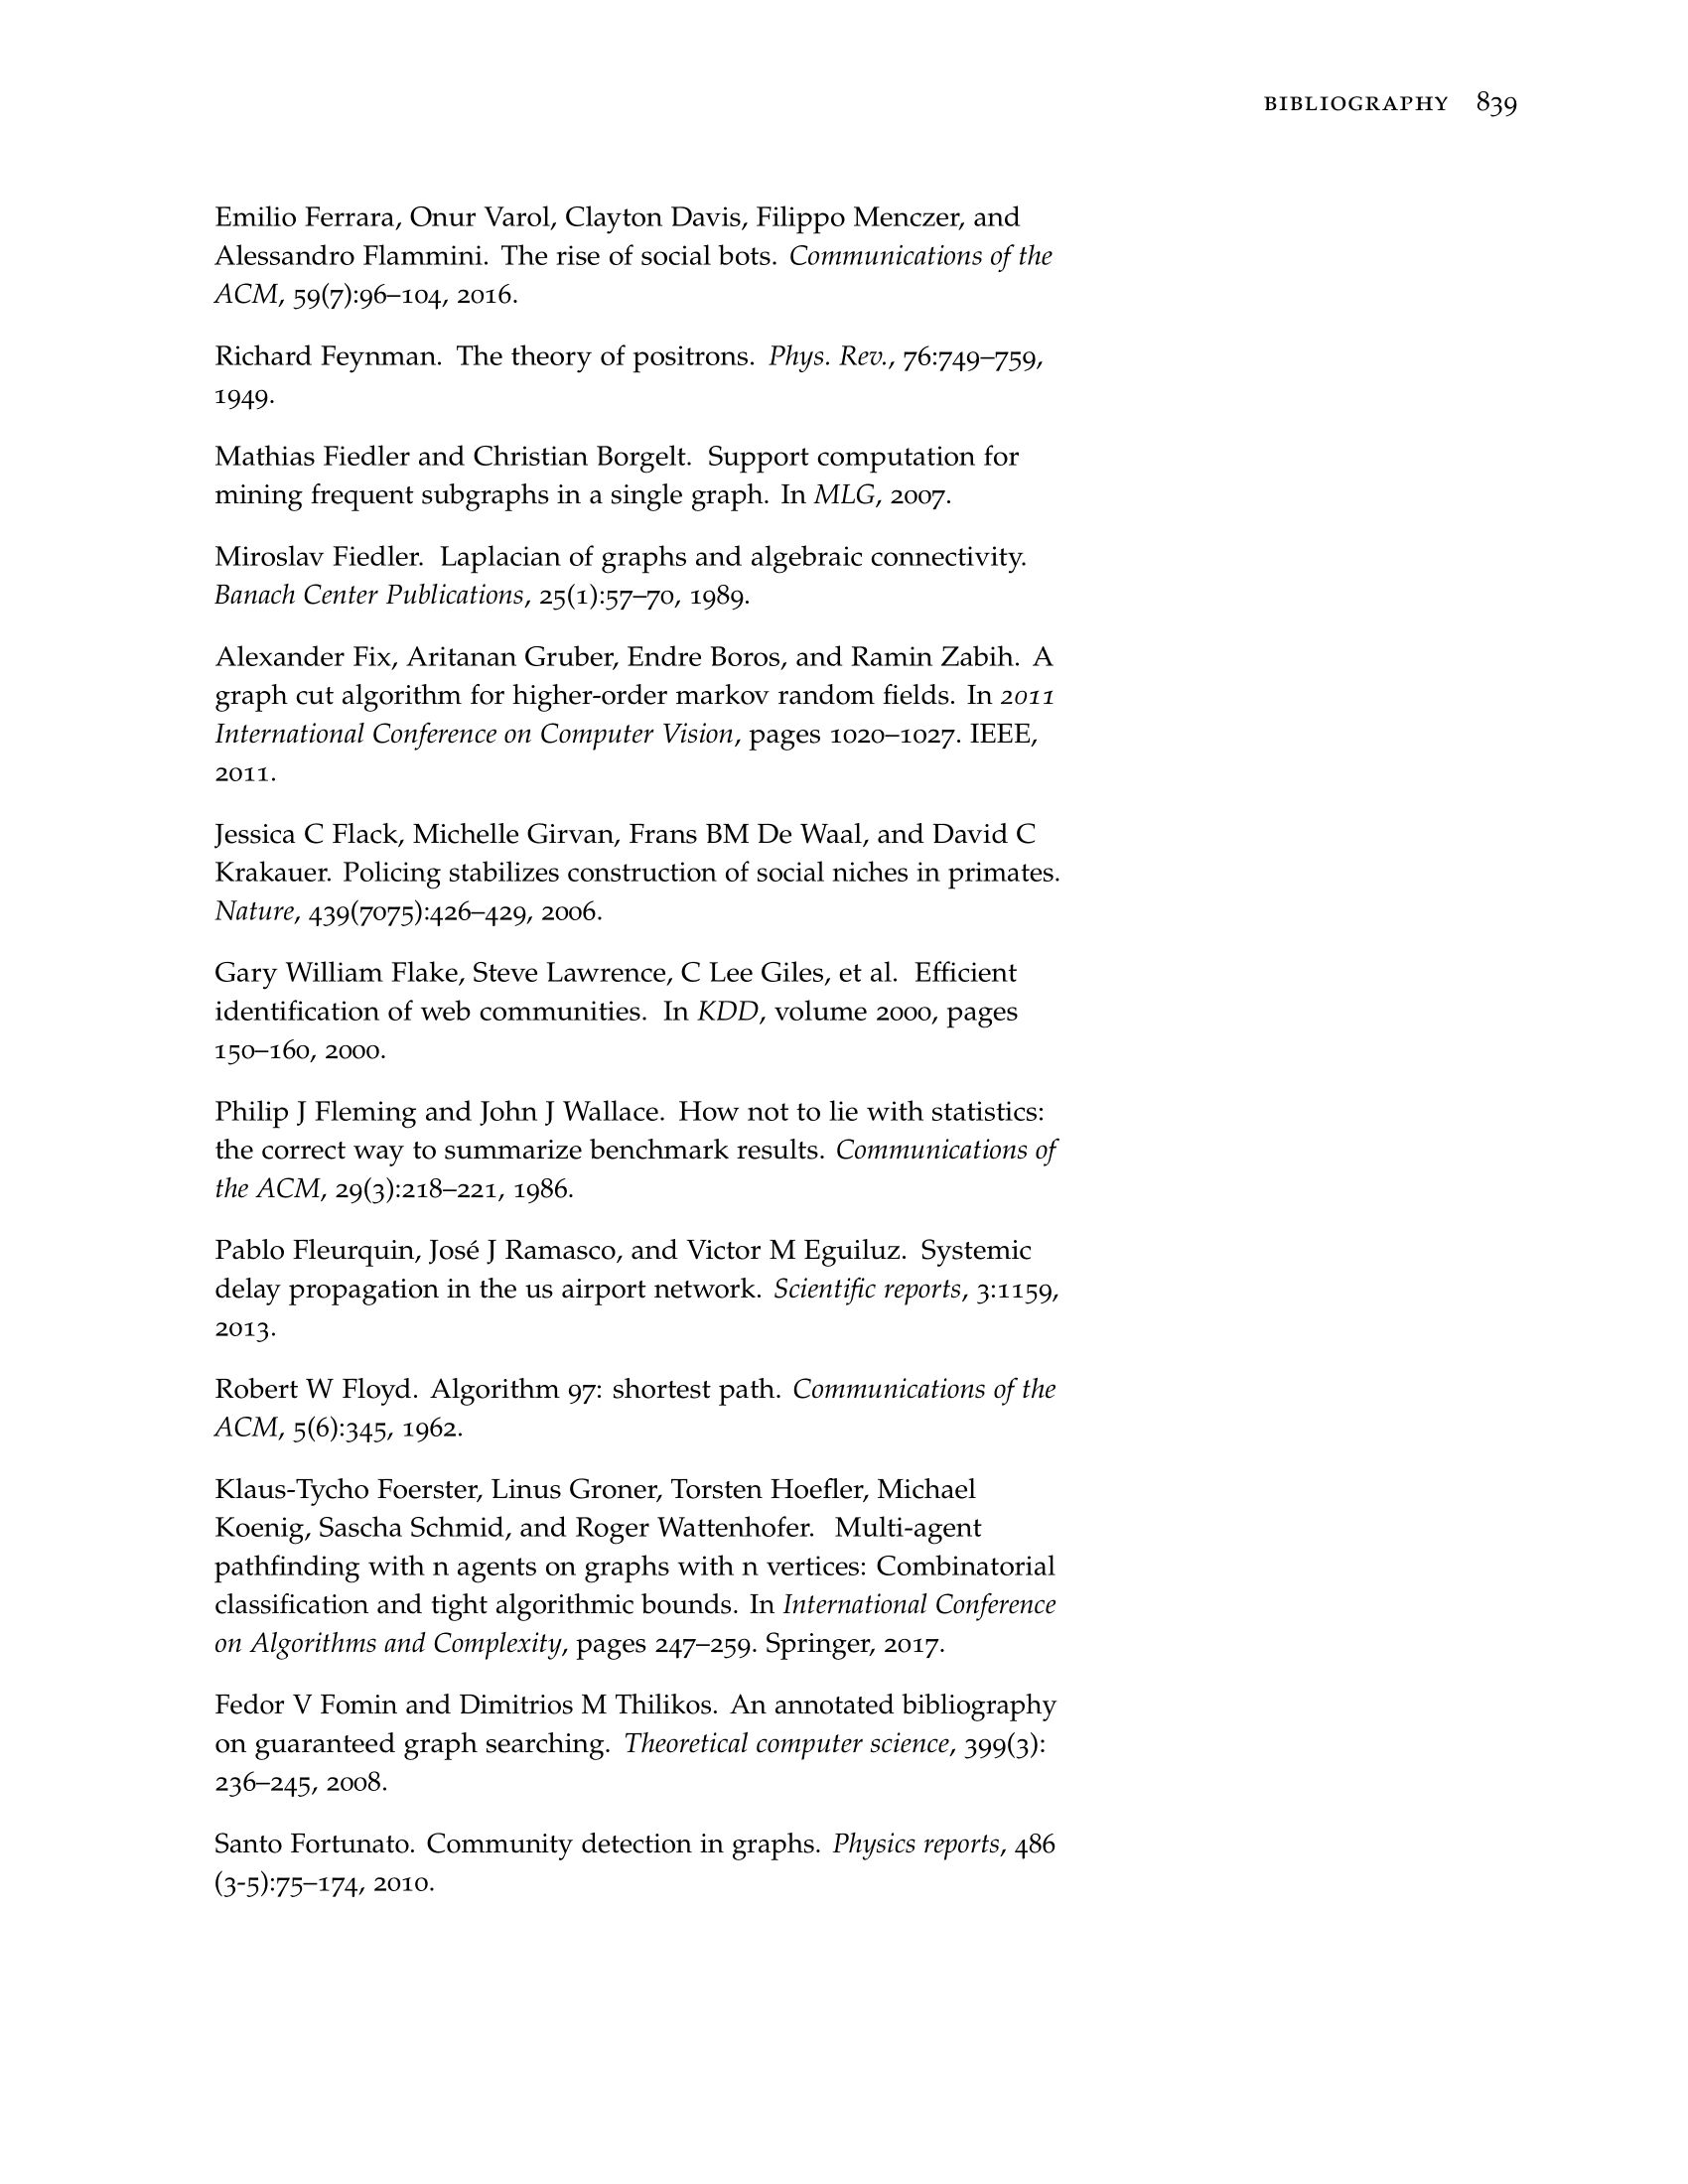 BIBLIOGRAPHY 839
Emilio Ferrara, Onur Varol, Clayton Davis, Filippo Menczer, and
Alessandro Flammini. The rise of social bots. Communications of the
ACM, 59(7):96–104, 2016.
Richard Feynman. The theory of positrons. Phys. Rev., 76:749–759,
1949.
Mathias Fiedler and Christian Borgelt. Support computation for
mining frequent subgraphs in a single graph. In MLG, 2007.
Miroslav Fiedler. Laplacian of graphs and algebraic connectivity.
Banach Center Publications, 25(1):57–70, 1989.
Alexander Fix, Aritanan Gruber, Endre Boros, and Ramin Zabih. A
graph cut algorithm for higher-order markov random fields. In 2011
International Conference on Computer Vision, pages 1020–1027. IEEE,
2011.
Jessica C Flack, Michelle Girvan, Frans BM De Waal, and David C
Krakauer. Policing stabilizes construction of social niches in primates.
Nature, 439(7075):426–429, 2006.
Gary William Flake, Steve Lawrence, C Lee Giles, et al. Efficient
identification of web communities. In KDD, volume 2000, pages
150–160, 2000.
Philip J Fleming and John J Wallace. How not to lie with statistics:
the correct way to summarize benchmark results. Communications of
the ACM, 29(3):218–221, 1986.
Pablo Fleurquin, José J Ramasco, and Victor M Eguiluz. Systemic
delay propagation in the us airport network. Scientific reports, 3:1159,
2013.
Robert W Floyd. Algorithm 97: shortest path. Communications of the
ACM, 5(6):345, 1962.
Klaus-Tycho Foerster, Linus Groner, Torsten Hoefler, Michael
Koenig, Sascha Schmid, and Roger Wattenhofer. Multi-agent
pathfinding with n agents on graphs with n vertices: Combinatorial
classification and tight algorithmic bounds. In International Conference
on Algorithms and Complexity, pages 247–259. Springer, 2017.
Fedor V Fomin and Dimitrios M Thilikos. An annotated bibliography
on guaranteed graph searching. Theoretical computer science, 399(3):
236–245, 2008.
Santo Fortunato. Community detection in graphs. Physics reports, 486
(3-5):75–174, 2010.